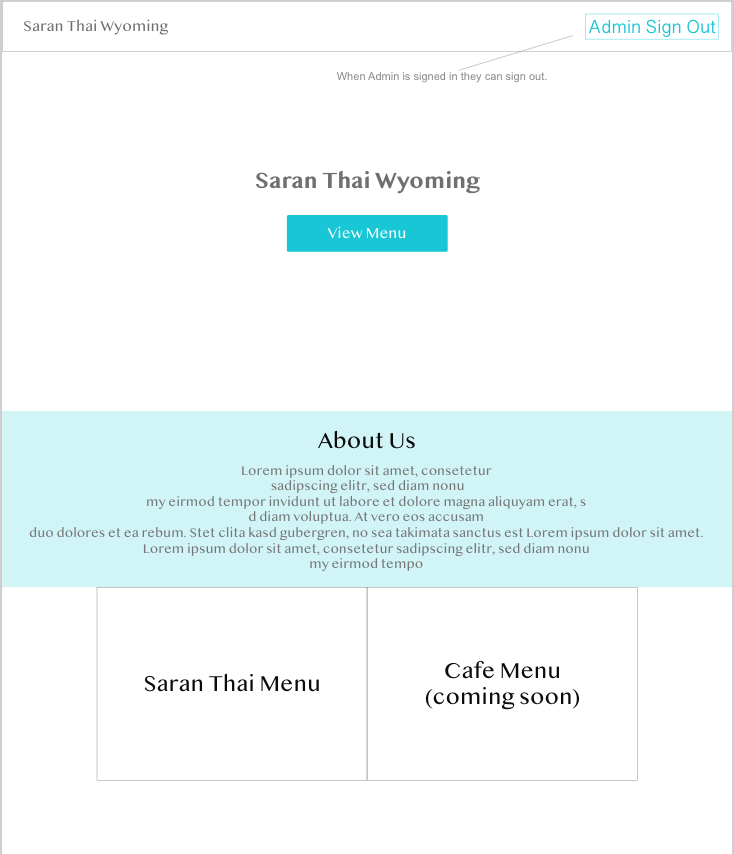 Saran Thai Wyoming
Admin Sign Out
When Admin is signed in they can sign out.
Saran Thai Wyoming
View Menu
About Us
Lorem ipsum dolor sit amet, consetetur
sadipscing elitr, sed diam nonu
my eirmod tempor invidunt ut labore et dolore magna aliquyam erat, s
d diam voluptua. At vero eos accusam
duo dolores et ea rebum. Stet clita kasd gubergren, no sea takimata sanctus est Lorem ipsum dolor sit amet.
Lorem ipsum dolor sit amet, consetetur sadipscing elitr, sed diam nonu
my eirmod tempo
Saran Thai Menu
Cafe Menu
(coming soon)